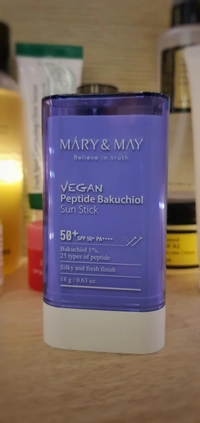 MÁRY & MAY
Believe in truth.
VEGAN
Peptide Bakuchiol
Sun Stick
50+ SPF 50+ PA++++
Bakuchiol 1%,
25 types of peptide
Silky and fresh finish
18 g / 0.63 oz.